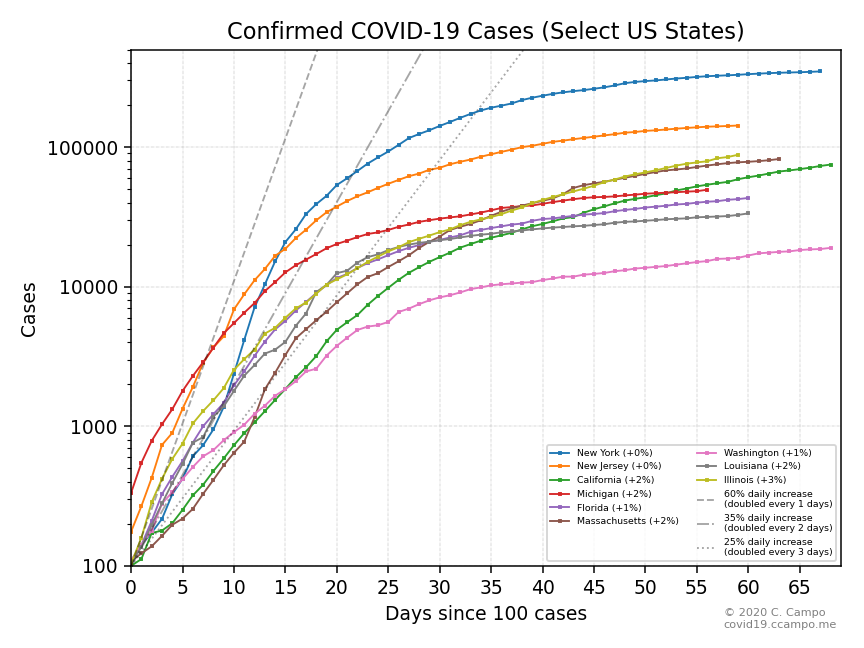 Confirmed COVID-19 Cases (Select US States)
Cases
100000
10000
1000
100
0 5 10 15 20 25 30 35 40 45 50 55 60 65
Days since 100 cases
New York (+0%)
New Jersey (+0%)
California (+2%)
Michigan (+2%)
Florida (+1%)
Massachusetts (+2%)
Washington (+1%)
Louisiana (+2%)
Illinois (+3%)
60% daily increase
(doubled every 1 days)
35% daily increase
(doubled every 2 days)
25% daily increase
(doubled every 3 days)
© 2020 C. Campo
covid19.ccampo.me